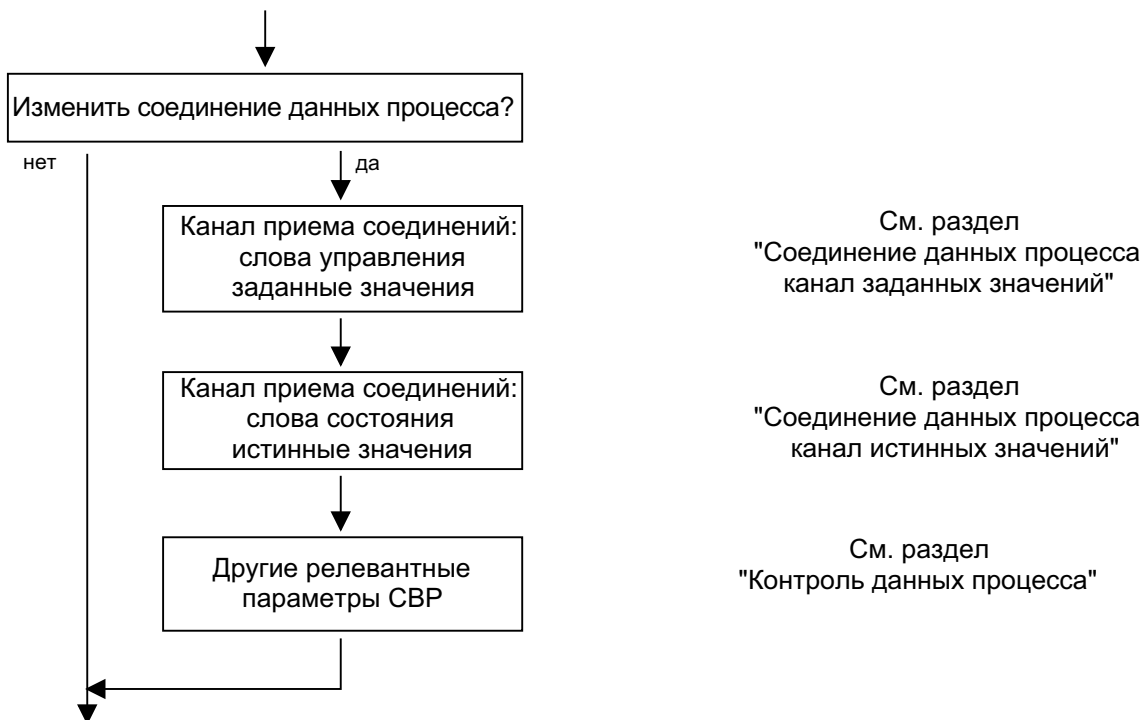 Изменить соединение данных процесса?
нет
да
Канал приема соединений:
слова управления
заданные значения
См. раздел
"Соединение данных процесса
канал заданных значений"
Канал приема соединений:
слова состояния
истинные значения
См. раздел
"Соединение данных процесса
канал истинных значений"
Другие релевантные
параметры СВР
См. раздел
"Контроль данных процесса"